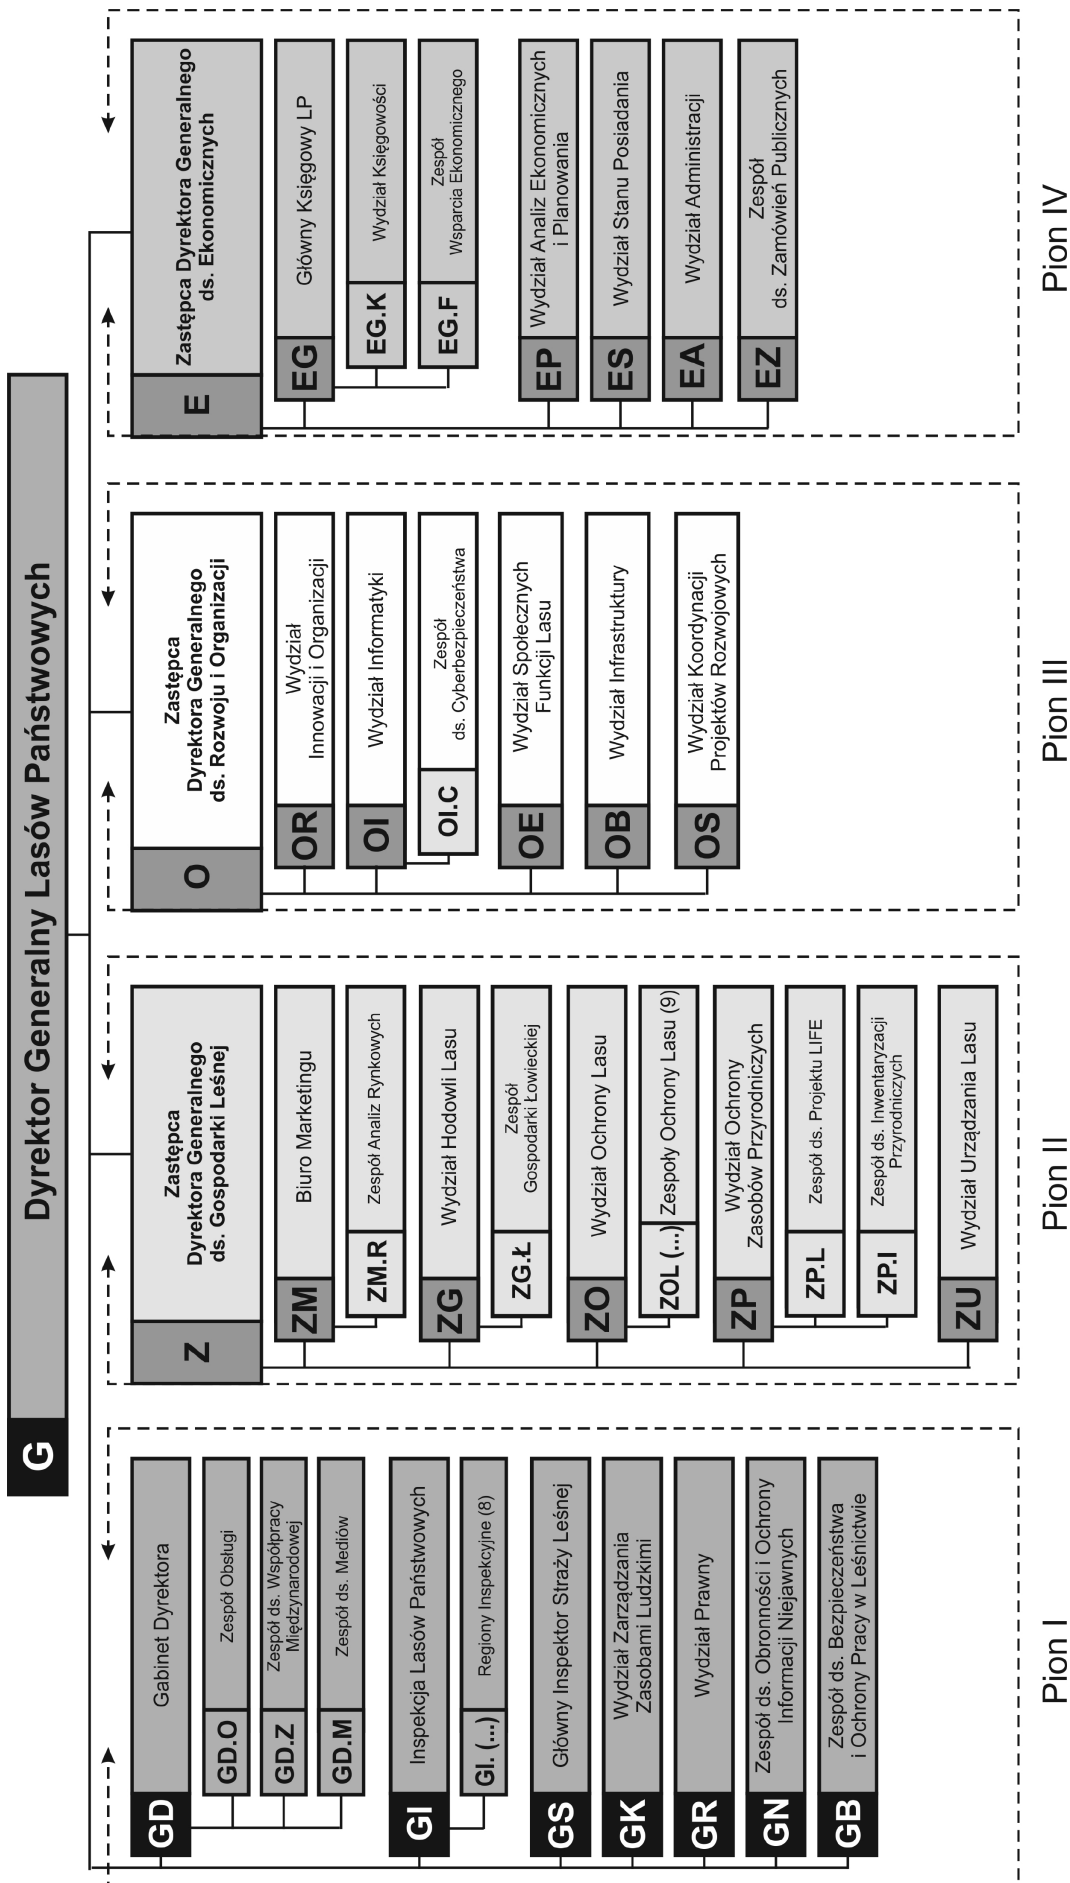 G
Dyrektor Generalny Lasów Państwowych
GD
Gabinet Dyrektora
GD.O
Zespół Obsługi
GD.Z
Zespół ds. Współpracy
Międzynarodowej
GD.M
Zespół ds. Mediów
GI
Inspekcja Lasów Państwowych
GI. (...)
Regiony Inspekcyjne (8)
GS
Główny Inspektor Straży Leśnej
GK
Wydział Zarządzania
Zasobami Ludzkimi
GR
Wydział Prawny
GN
Zespół ds. Obronności i Ochrony
Informacji Niejawnych
GB
Zespół ds. Bezpieczeństwa
i Ochrony Pracy w Leśnictwie
Pion I
Z
Zastępca
Dyrektora Generalnego
ds. Gospodarki Leśnej
ZM
Biuro Marketingu
ZM.R
Zespół Analiz Rynkowych
ZG
Wydział Hodowli Lasu
ZG.Ł
Zespół
Gospodarki Łowieckiej
ZO
Wydział Ochrony Lasu
ZOL (...)
Zespoły Ochrony Lasu (9)
ZP
Wydział Ochrony
Zasobów Przyrodniczych
ZP.L
Zespół ds. Projektu LIFE
ZP.I
Zespół ds. Inwentaryzacji
Przyrodniczych
ZU
Wydział Urządzania Lasu
Pion II
O
Zastępca
Dyrektora Generalnego
ds. Rozwoju i Organizacji
OR
Wydział
Innowacji i Organizacji
OI
Wydział Informatyki
OI.C
Zespół
ds. Cyberbezpieczeństwa
OE
Wydział Społecznych
Funkcji Lasu
OB
Wydział Infrastruktury
OS
Wydział Koordynacji
Projektów Rozwojowych
Pion III
E
Zastępca Dyrektora Generalnego
ds. Ekonomicznych
EG
Główny Księgowy LP
EG.K
Wydział Księgowości
EG.F
Zespół
Wsparcia Ekonomicznego
EP
Wydział Analiz Ekonomicznych
i Planowania
ES
Wydział Stanu Posiadania
EA
Wydział Administracji
EZ
Zespół
ds. Zamówień Publicznych
Pion IV